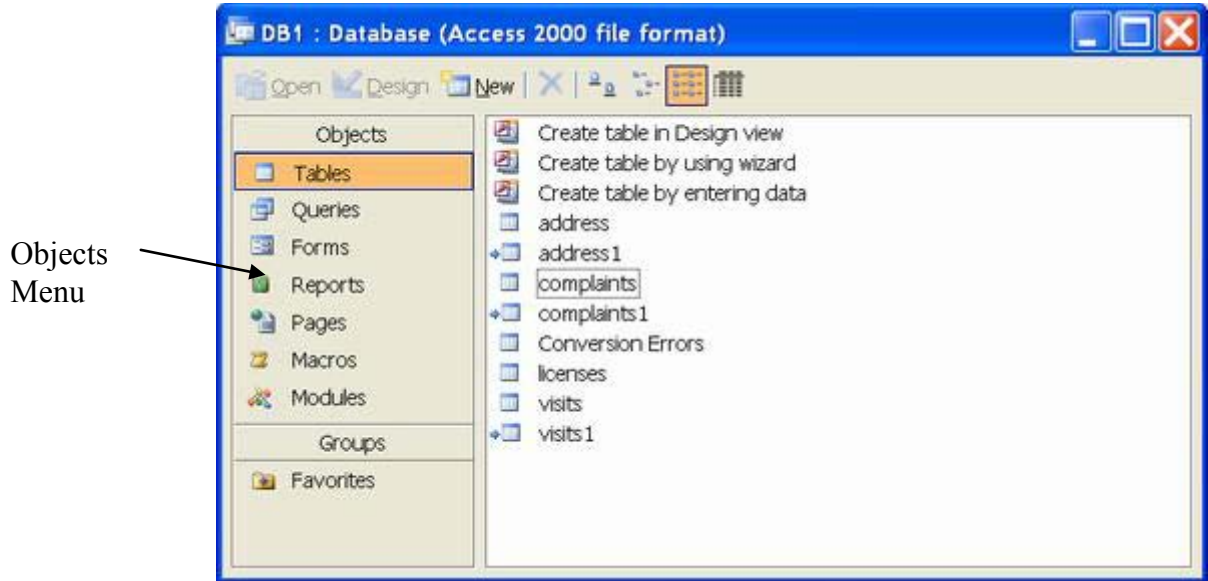 DB1 : Database (Access 2000 file format)
Open Design New
Objects
Tables
Queries
Forms
Reports
Pages
Macros
Modules
Groups
Favorites
Create table in Design view
Create table by using wizard
Create table by entering data
address
address1
complaints
complaints1
Conversion Errors
licenses
visits
visits1
Objects
Menu